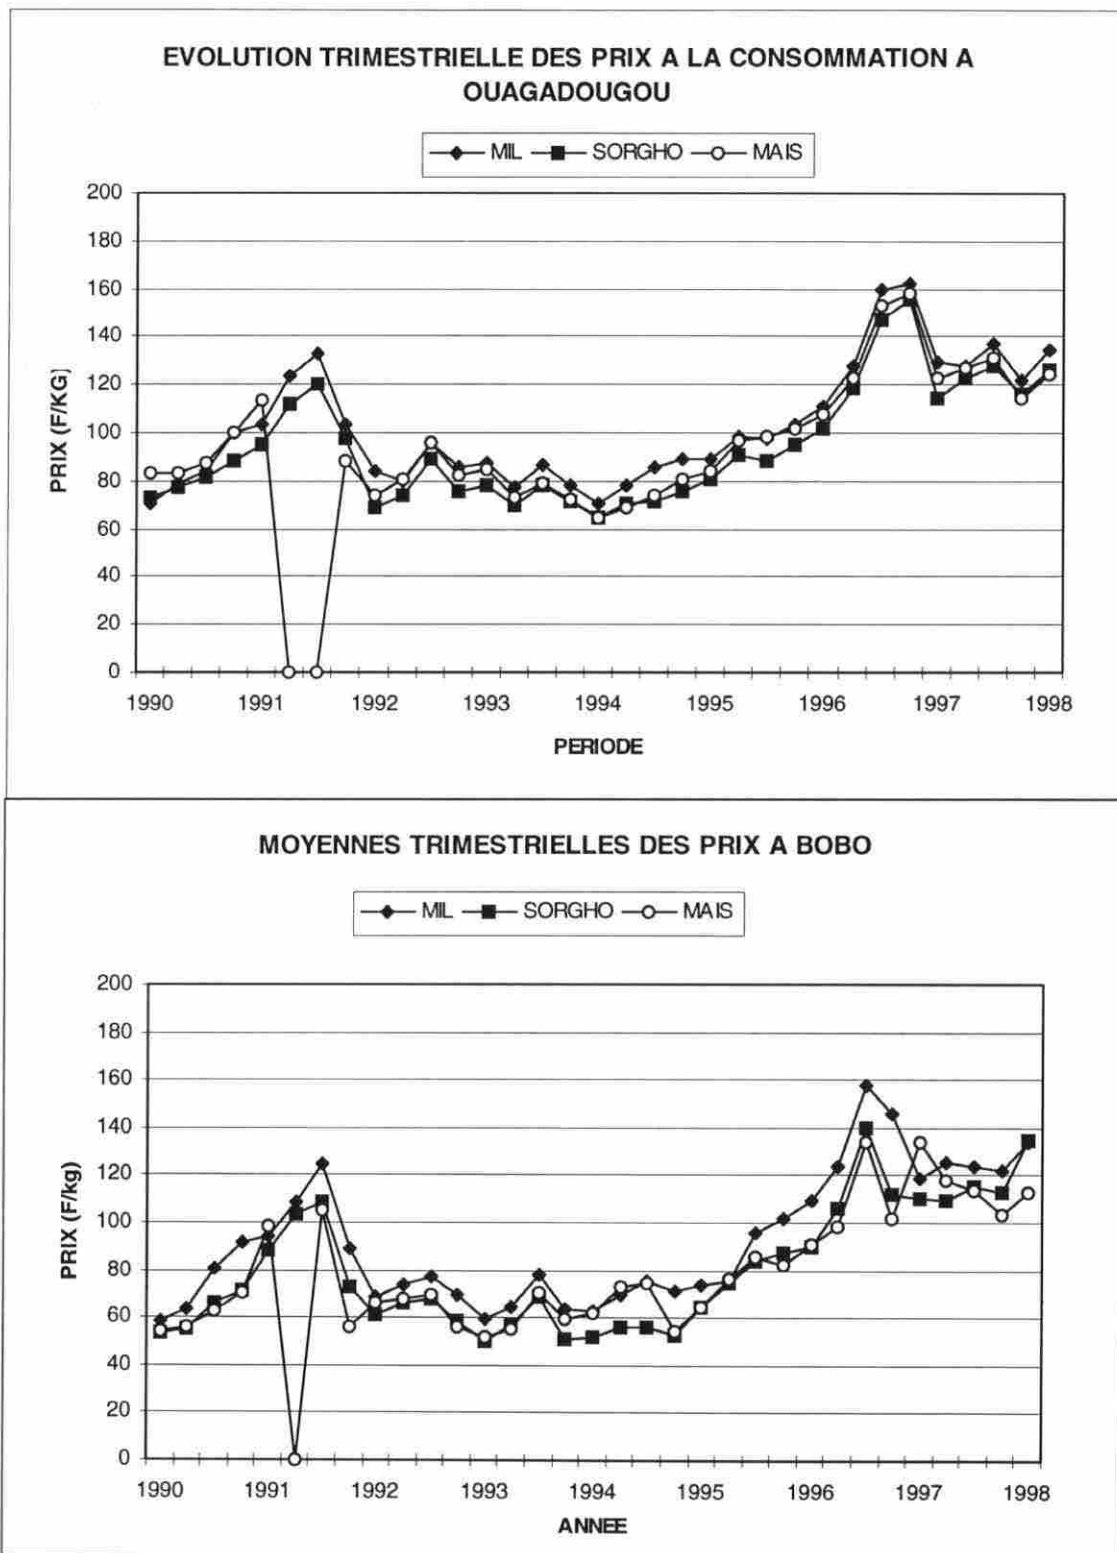 EVOLUTION TRIMESTRIELLE DES PRIX A LA CONSOMMATION A
OUAGADOUGOU
MIL SORGHO MAIS
200
180
160
140
120
100
80
60
40
20
0
PRIX (F/KG)
1990 1991 1992 1993 1994 1995 1996 1997 1998
PERIODE
MOYENNES TRIMESTRIELLES DES PRIX A BOBO
MIL SORGHO MAIS
200
180
160
140
120
100
80
60
40
20
0
PRIX (F/kg)
1990 1991 1992 1993 1994 1995 1996 1997 1998
ANNEE